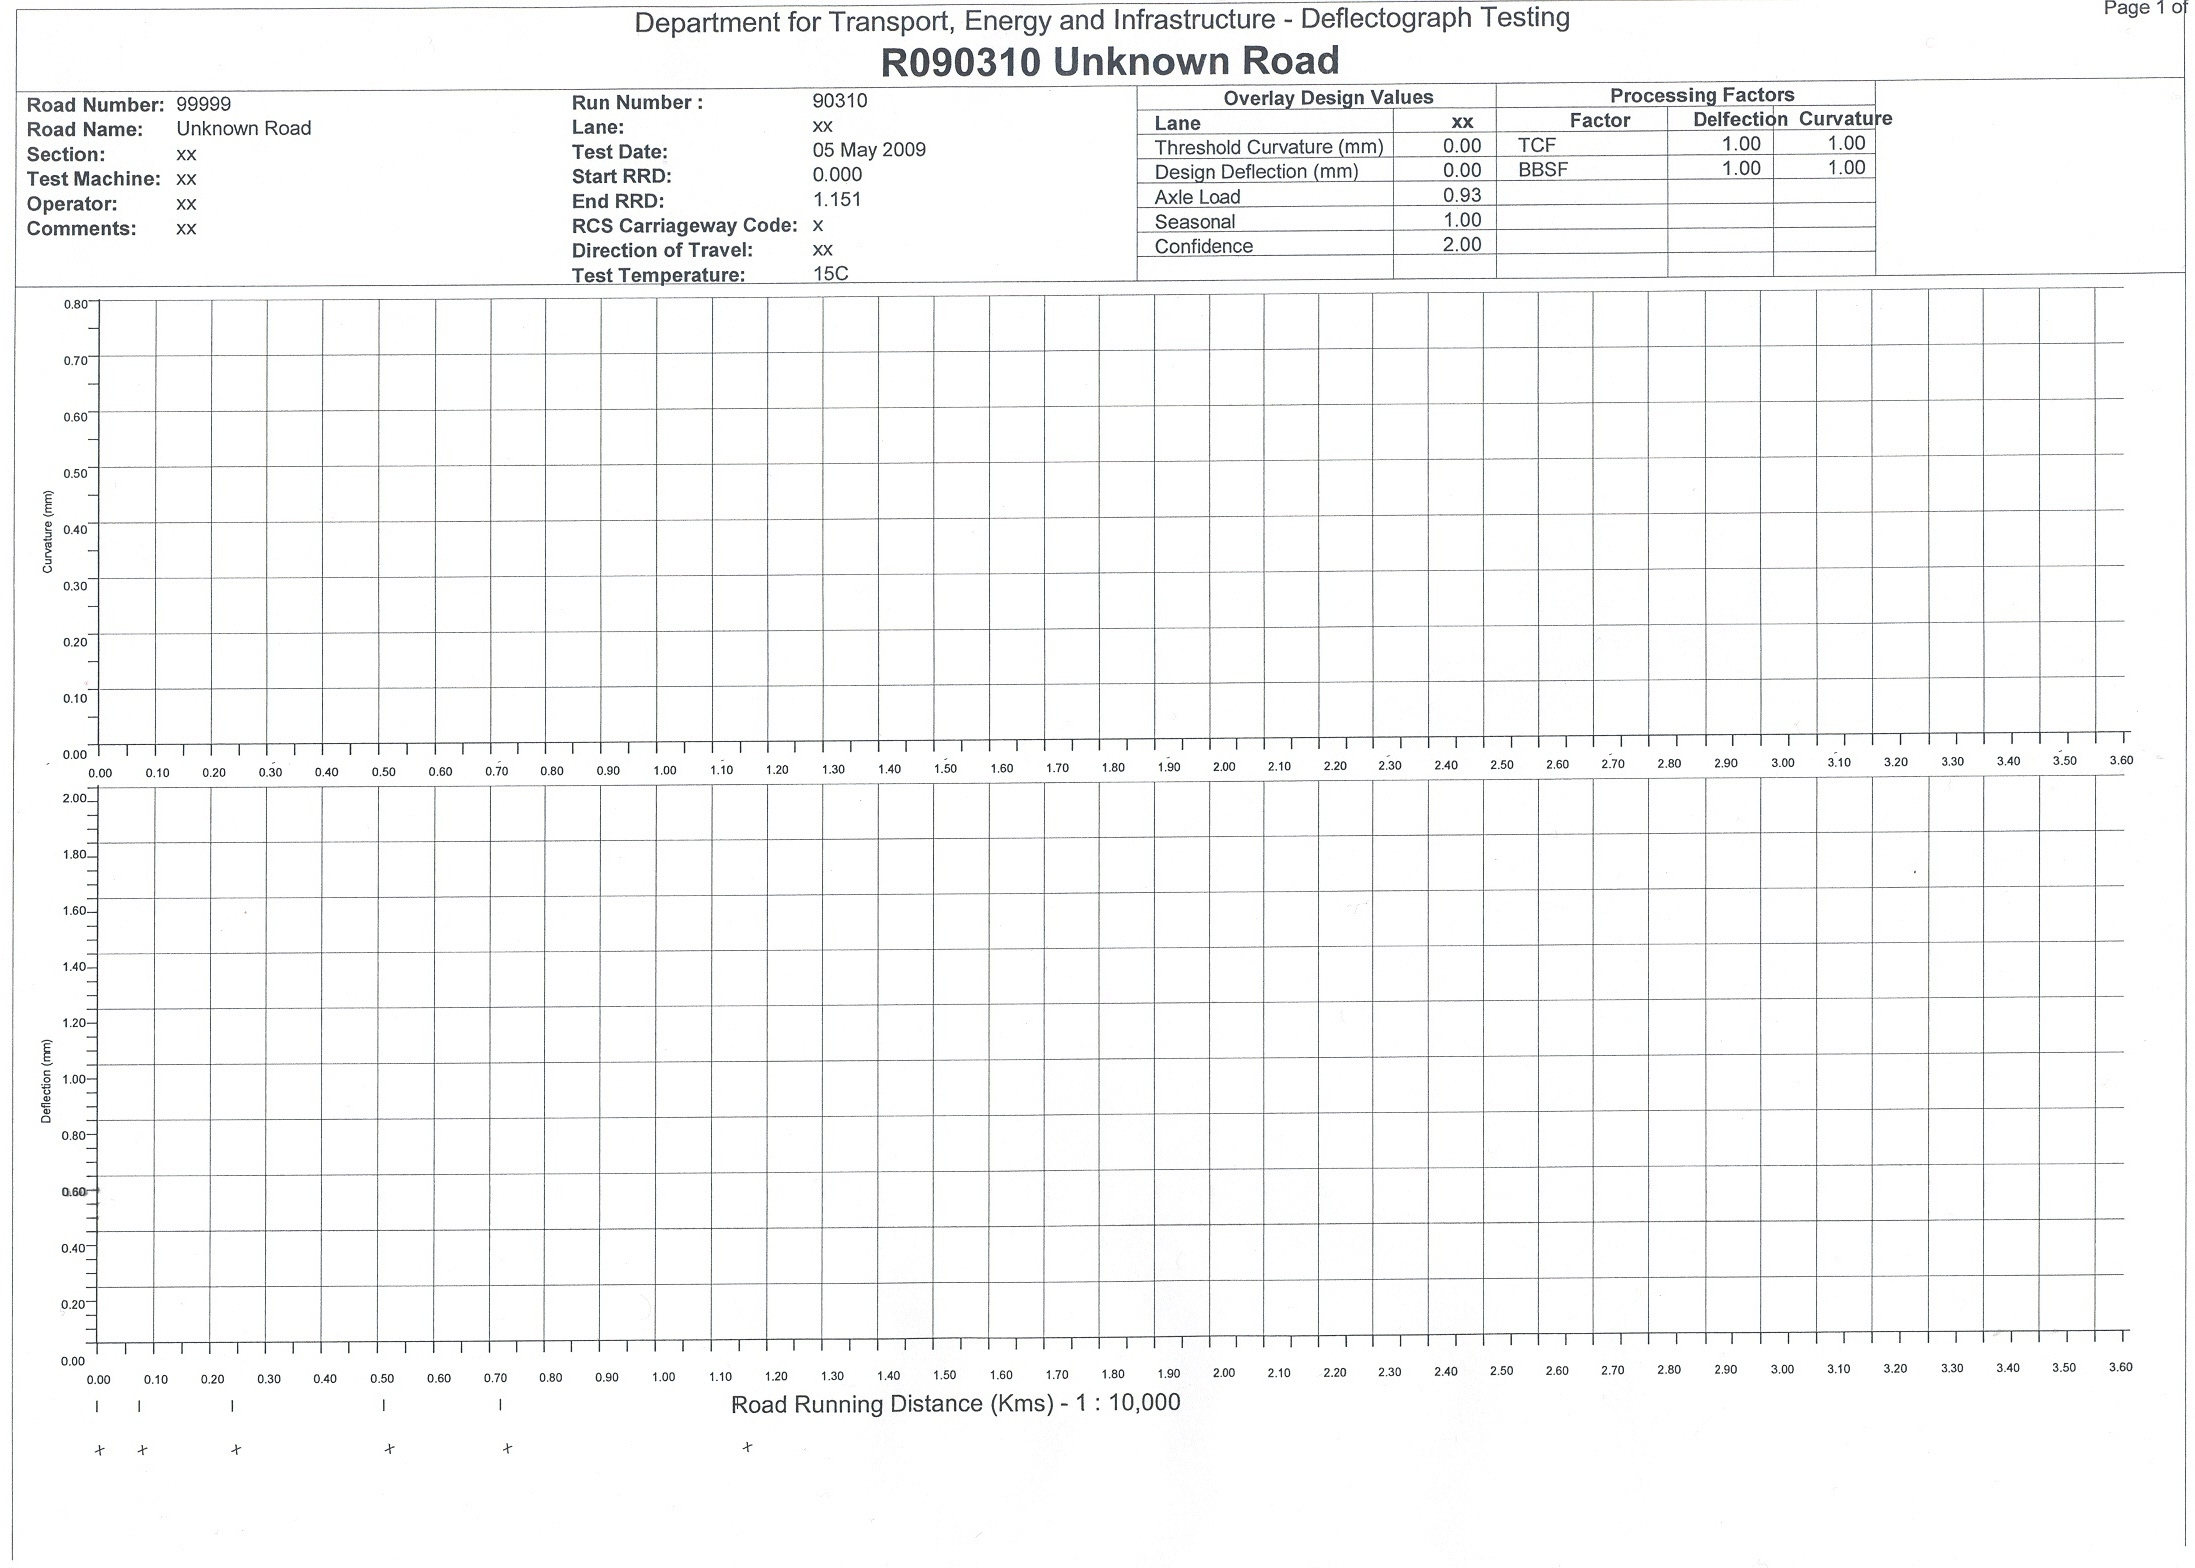 Page 1 of
Department for Transport, Energy and Infrastructure - Deflectograph Testing
R090310 Unknown Road
Road Number: 99999
Road Name: Unknown Road
Section: xx
Test Machine: xx
Operator: xx
Comments: xx
Run Number : 90310
Lane: xx
Test Date: 05 May 2009
Start RRD: 0.000
End RRD: 1.151
RCS Carriageway Code: x
Direction of Travel: xx
Test Temperature: 15C
Overlay Design Values
Lane xx
Threshold Curvature (mm) 0.00
Design Deflection (mm) 0.00
Axle Load 0.93
Seasonal 1.00
Confidence 2.00
Processing Factors
Factor Delfection Curvature
TCF 1.00 1.00
BBSF 1.00 1.00
Curvature (mm)
0.80
0.70
0.60
0.50
0.40
0.30
0.20
0.10
0.00
0.00 0.10 0.20 0.30 0.40 0.50 0.60 0.70 0.80 0.90 1.00 1.10 1.20 1.30 1.40 1.50 1.60 1.70 1.80 1.90 2.00 2.10 2.20 2.30 2.40 2.50 2.60 2.70 2.80 2.90 3.00 3.10 3.20 3.30 3.40 3.50 3.60
Deflection (mm)
2.00
1.80
1.60
1.40
1.20
1.00
0.80
0.60
0.40
0.20
0.00
0.00 0.10 0.20 0.30 0.40 0.50 0.60 0.70 0.80 0.90 1.00 1.10 1.20 1.30 1.40 1.50 1.60 1.70 1.80 1.90 2.00 2.10 2.20 2.30 2.40 2.50 2.60 2.70 2.80 2.90 3.00 3.10 3.20 3.30 3.40 3.50 3.60
Road Running Distance (Kms) - 1 : 10,000